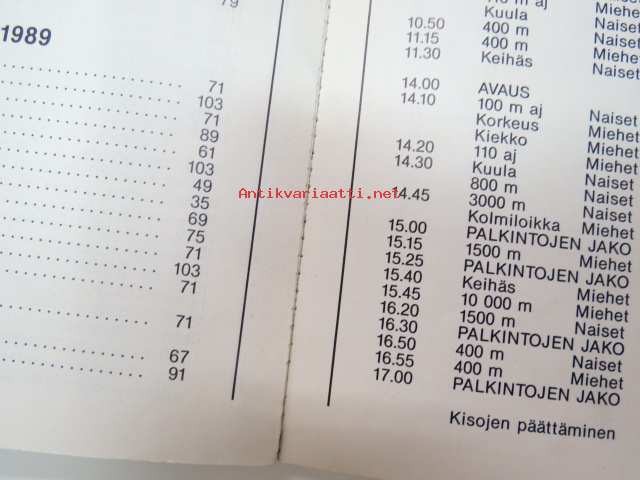 79
1989
71
103
71
89
61
103
49
35
69
75
71
103
71
71
67
91
m aj
Kuula Miehet
10.50 400 m Naiset
11.15 400 m Miehet
11.30 Keihäs Naiset
14.00 AVAUS
14.10 100 m aj Naiset
Korkeus Miehet
Kiekko Naiset
14.20 110 aj Miehet
14.30 Kuula Naiset
800 m Naiset
14.45 3000 m Naiset
Kolmiloikka Miehet
15.00 PALKINTOJEN JAKO
15.15 1500 m Miehet
15.25 PALKINTOJEN JAKO
15.40 Keihäs Miehet
15.45 10 000 m Miehet
16.20 1500 m Naiset
16.30 PALKINTOJEN JAKO
16.50 400 m Naiset
16.55 400 m Miehet
17.00 PALKINTOJEN JAKO
Kisojen päättäminen
Antikvariaatti.net